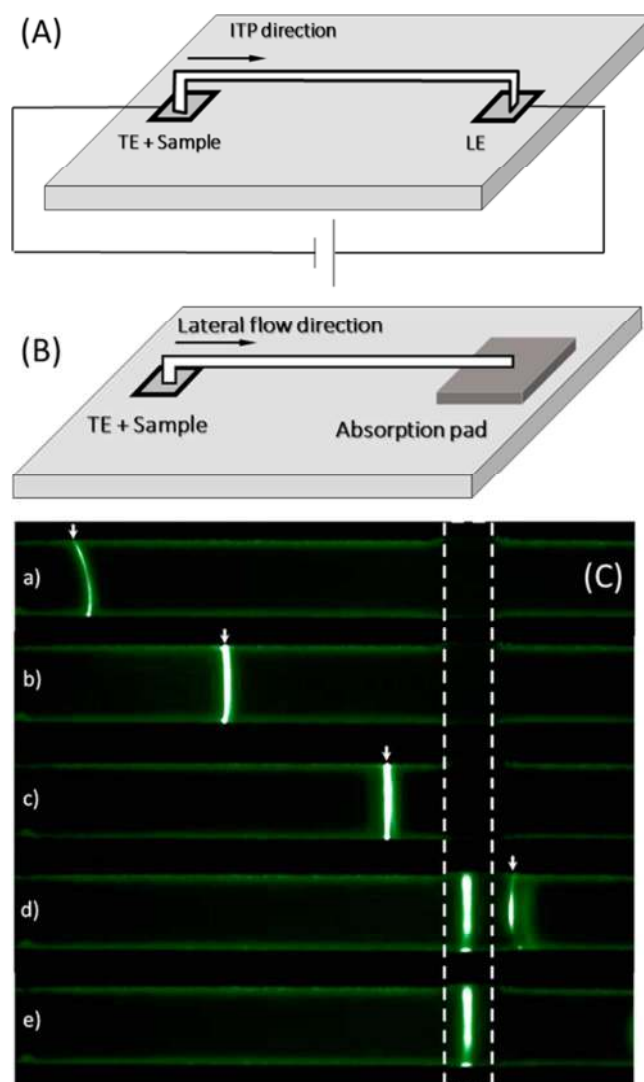 (A)
ITP direction
TE + Sample
LE
(B)
Lateral flow direction
TE + Sample
Absorption pad
(C)
a)
b)
c)
d)
e)